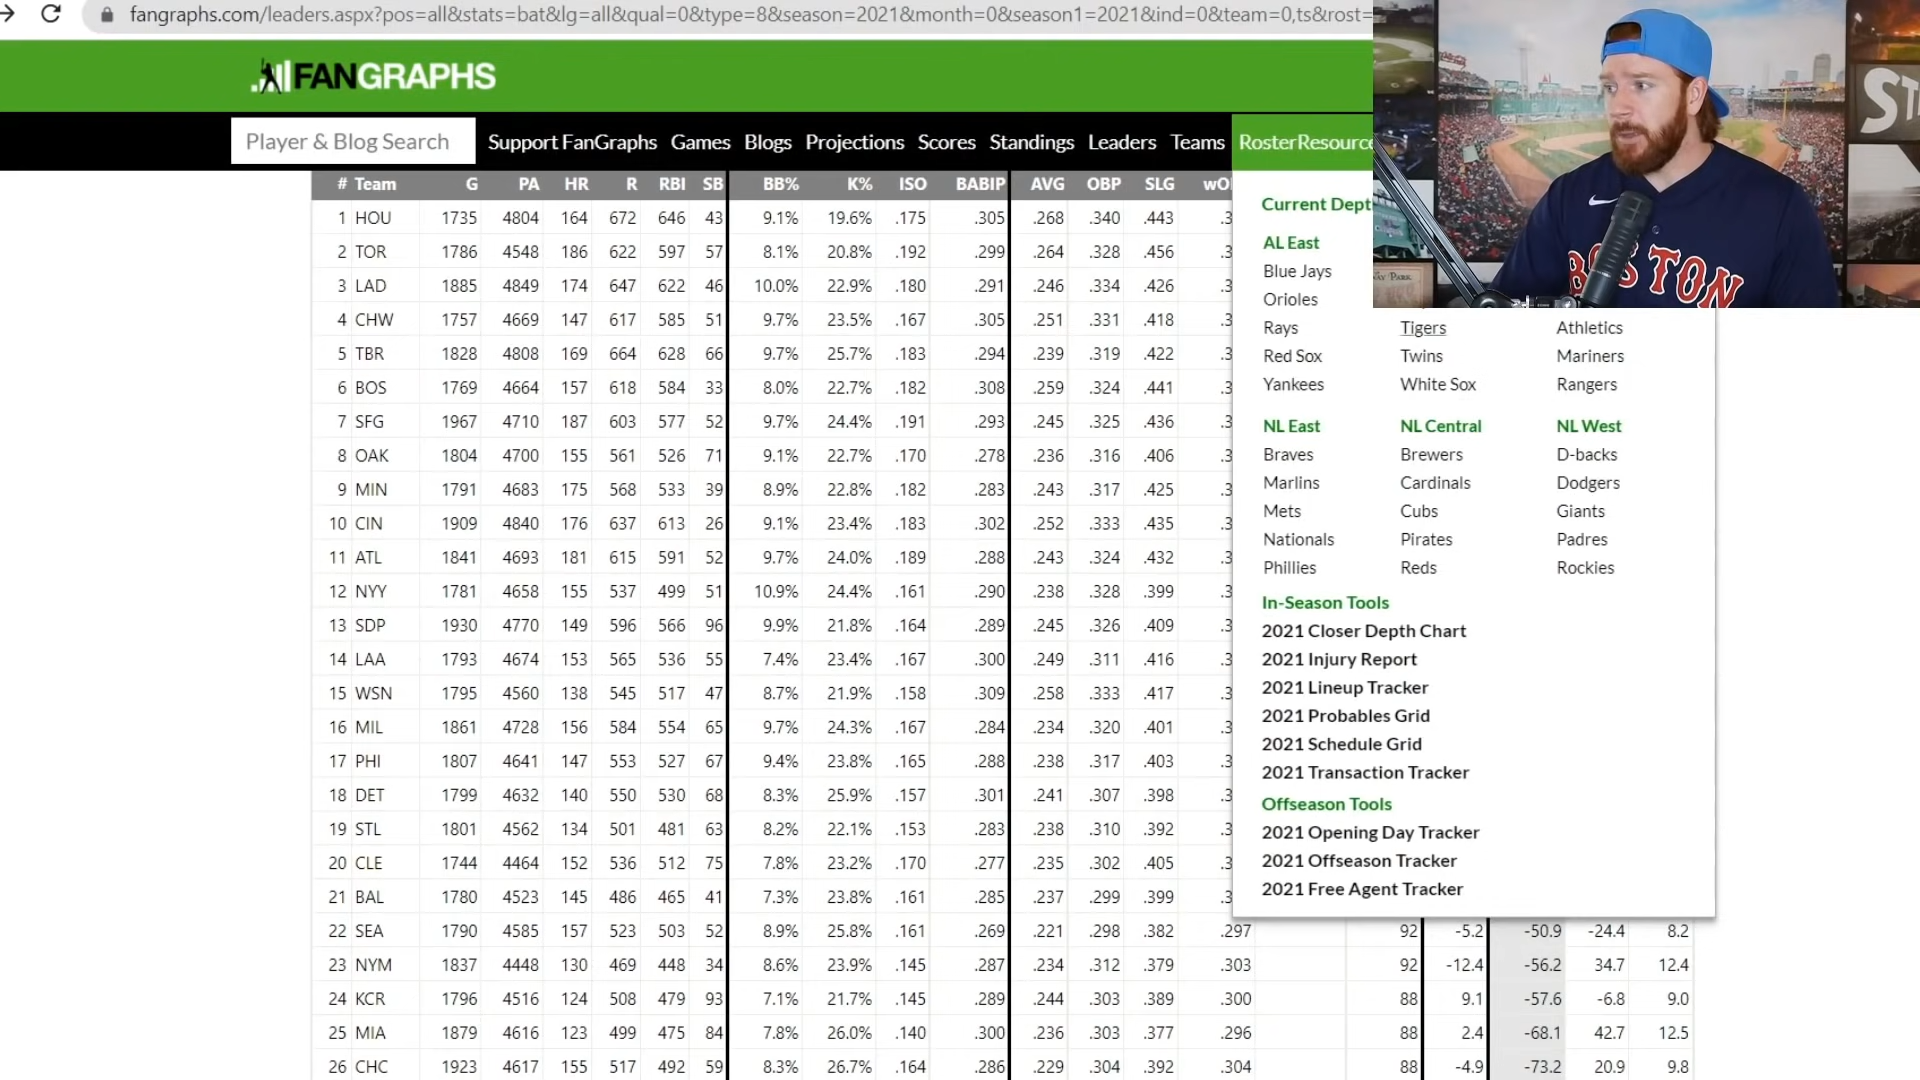 fangraphs.com/leaders.aspx?pos=all&stats=bat&lg=all&qual=0&type=8&season=2021&month=0&season1=2021&ind=0&team=0,ts&rost=
FANGRAPHS
Player & Blog Search Support FanGraphs Games Blogs Projections Scores Standings Leaders Teams RosterResource
# Team G PA HR R RBI SB BB% K% ISO BABIP AVG OBP SLG
1 HOU 1735 4804 164 672 646 43 9.1% 19.6% .175 .305 .268 .340 .443 .3
2 TOR 1786 4548 186 622 597 57 8.1% 20.8% .192 .299 .264 .328 .456 .3
3 LAD 1885 4849 174 647 622 46 10.0% 22.9% .180 .291 .246 .334 .426 .3
4 CHW 1757 4669 147 617 585 51 9.7% 23.5% .167 .305 .251 .331 .418 .3
5 TBR 1828 4808 169 664 628 66 9.7% 25.7% .183 .294 .239 .319 .422 .3
6 BOS 1769 4664 157 618 584 33 8.0% 22.7% .182 .308 .259 .324 .441 .3
7 SFG 1967 4710 187 603 577 52 9.7% 24.4% .191 .293 .245 .325 .436 .3
8 OAK 1804 4700 155 561 526 71 9.1% 22.7% .170 .278 .236 .316 .406 .3
9 MIN 1791 4683 175 568 533 39 8.9% 22.8% .182 .283 .243 .317 .425 .3
10 CIN 1909 4840 176 637 613 26 9.1% 23.4% .183 .302 .252 .333 .435 .3
11 ATL 1841 4693 181 615 591 52 9.7% 24.0% .189 .288 .243 .324 .432 .3
12 NYY 1781 4658 155 537 499 51 10.9% 24.4% .161 .290 .238 .328 .399 .3
13 SDP 1930 4770 149 596 566 96 9.9% 21.8% .164 .289 .245 .326 .409 .3
14 LAA 1793 4674 153 565 536 55 7.4% 23.4% .167 .300 .249 .311 .416 .3
15 WSN 1795 4560 138 545 517 47 8.7% 21.9% .158 .309 .258 .333 .417 .3
16 MIL 1861 4728 156 584 554 65 9.7% 24.3% .167 .284 .234 .320 .401 .3
17 PHI 1807 4641 147 553 527 67 9.4% 23.8% .165 .288 .238 .317 .403 .3
18 DET 1799 4632 140 550 530 68 8.3% 25.9% .157 .301 .241 .307 .398 .3
19 STL 1801 4562 134 501 481 63 8.2% 22.1% .153 .283 .238 .310 .392 .3
20 CLE 1744 4464 152 536 512 75 7.8% 23.2% .170 .277 .235 .302 .405 .3
21 BAL 1780 4523 145 486 465 41 7.3% 23.8% .161 .285 .237 .299 .399 .3
22 SEA 1790 4585 157 523 503 52 8.9% 25.8% .161 .269 .221 .298 .382 .297 92 -5.2 -50.9 -24.4 8.2
23 NYM 1837 4448 130 469 448 34 8.6% 23.9% .145 .287 .234 .312 .379 .303 92 -12.4 -56.2 34.7 12.4
24 KCR 1796 4516 124 508 479 93 7.1% 21.7% .145 .289 .244 .303 .389 .300 88 9.1 -57.6 -6.8 9.0
25 MIA 1879 4616 123 499 475 84 7.8% 26.0% .140 .300 .236 .303 .377 .296 88 2.4 -68.1 42.7 12.5
26 CHC 1923 4617 155 517 492 59 8.3% 26.7% .164 .286 .229 .304 .392 .304 88 -4.9 -73.2 20.9 9.8
Current Dept
AL East
Blue Jays
Orioles
Rays Tigers Athletics
Red Sox Twins Mariners
Yankees White Sox Rangers
NL East NL Central NL West
Braves Brewers D-backs
Marlins Cardinals Dodgers
Mets Cubs Giants
Nationals Pirates Padres
Phillies Reds Rockies
In-Season Tools
2021 Closer Depth Chart
2021 Injury Report
2021 Lineup Tracker
2021 Probables Grid
2021 Schedule Grid
2021 Transaction Tracker
Offseason Tools
2021 Opening Day Tracker
2021 Offseason Tracker
2021 Free Agent Tracker
BOSTON